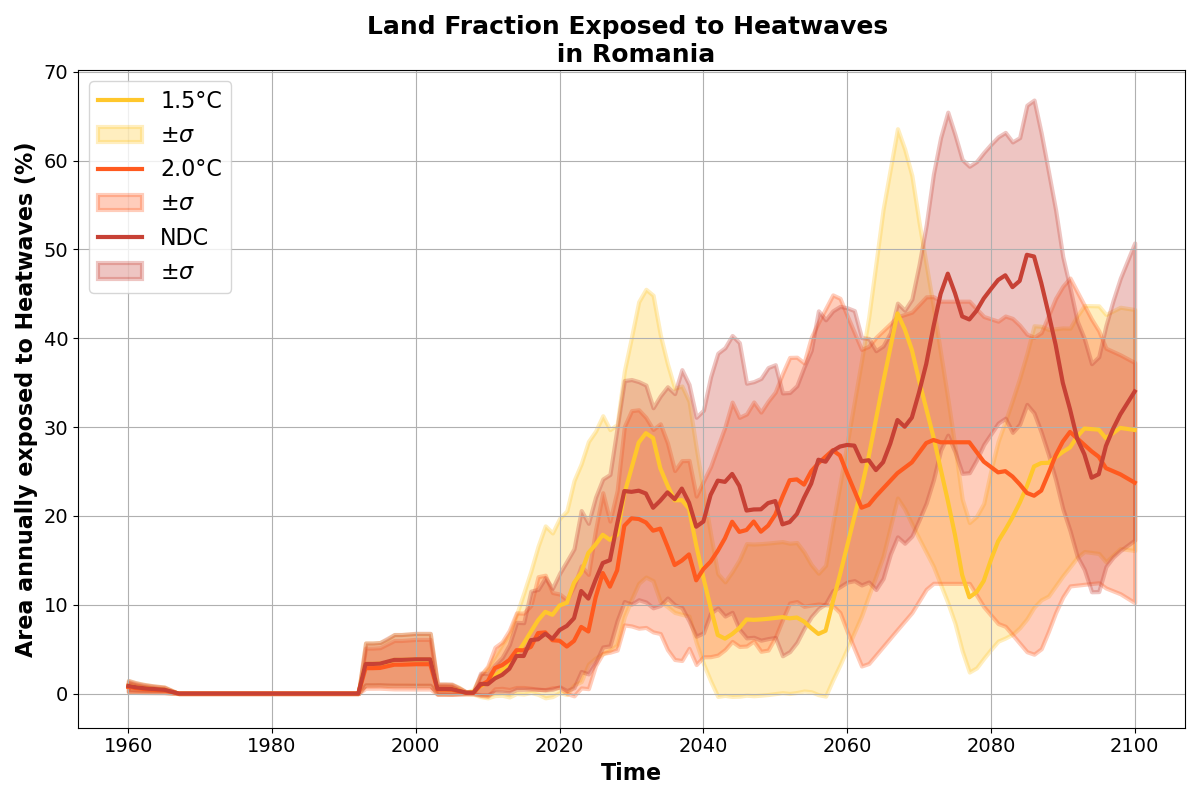 Land Fraction Exposed to Heatwaves
in Romania
Area annually exposed to Heatwaves (%)
70
60
50
40
30
20
10
0
1.5°C
±σ
2.0°C
±σ
NDC
±σ
1960
1980
2000
2020
2040
2060
2080
2100
Time